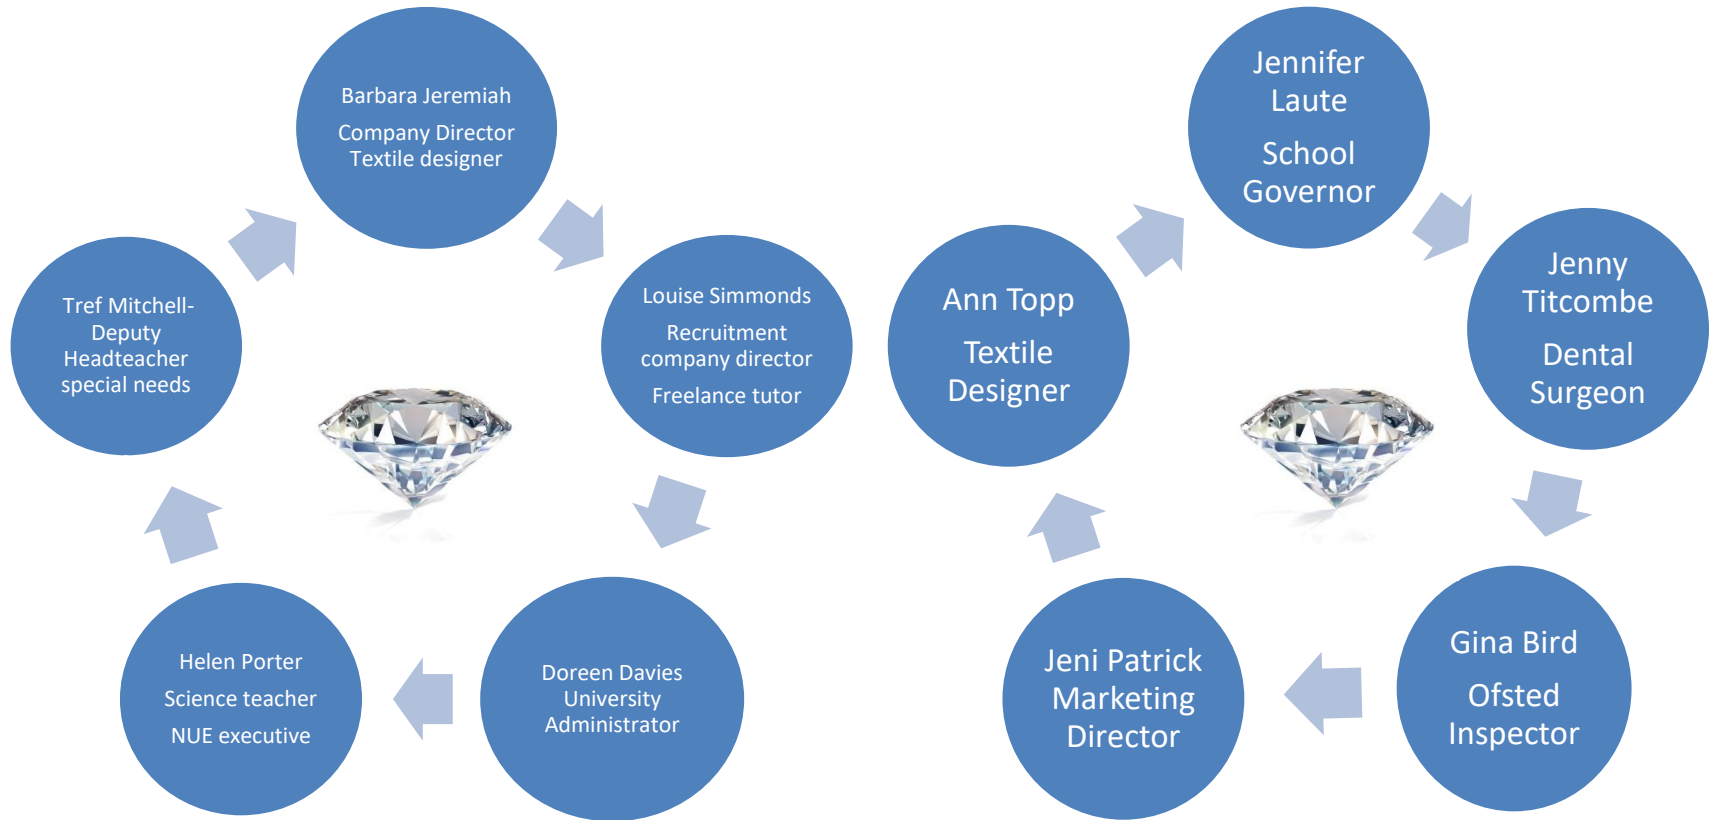 Barbara Jeremiah
Company Director
Textile designer
Louise Simmonds
Recruitment
company director
Freelance tutor
Doreen Davies
University
Administrator
Helen Porter
Science teacher
NUE executive
Tref Mitchell-
Deputy
Headteacher
special needs
Jennifer
Laute
School
Governor
Jenny
Titcombe
Dental
Surgeon
Gina Bird
Ofsted
Inspector
Jeni Patrick
Marketing
Director
Ann Topp
Textile
Designer